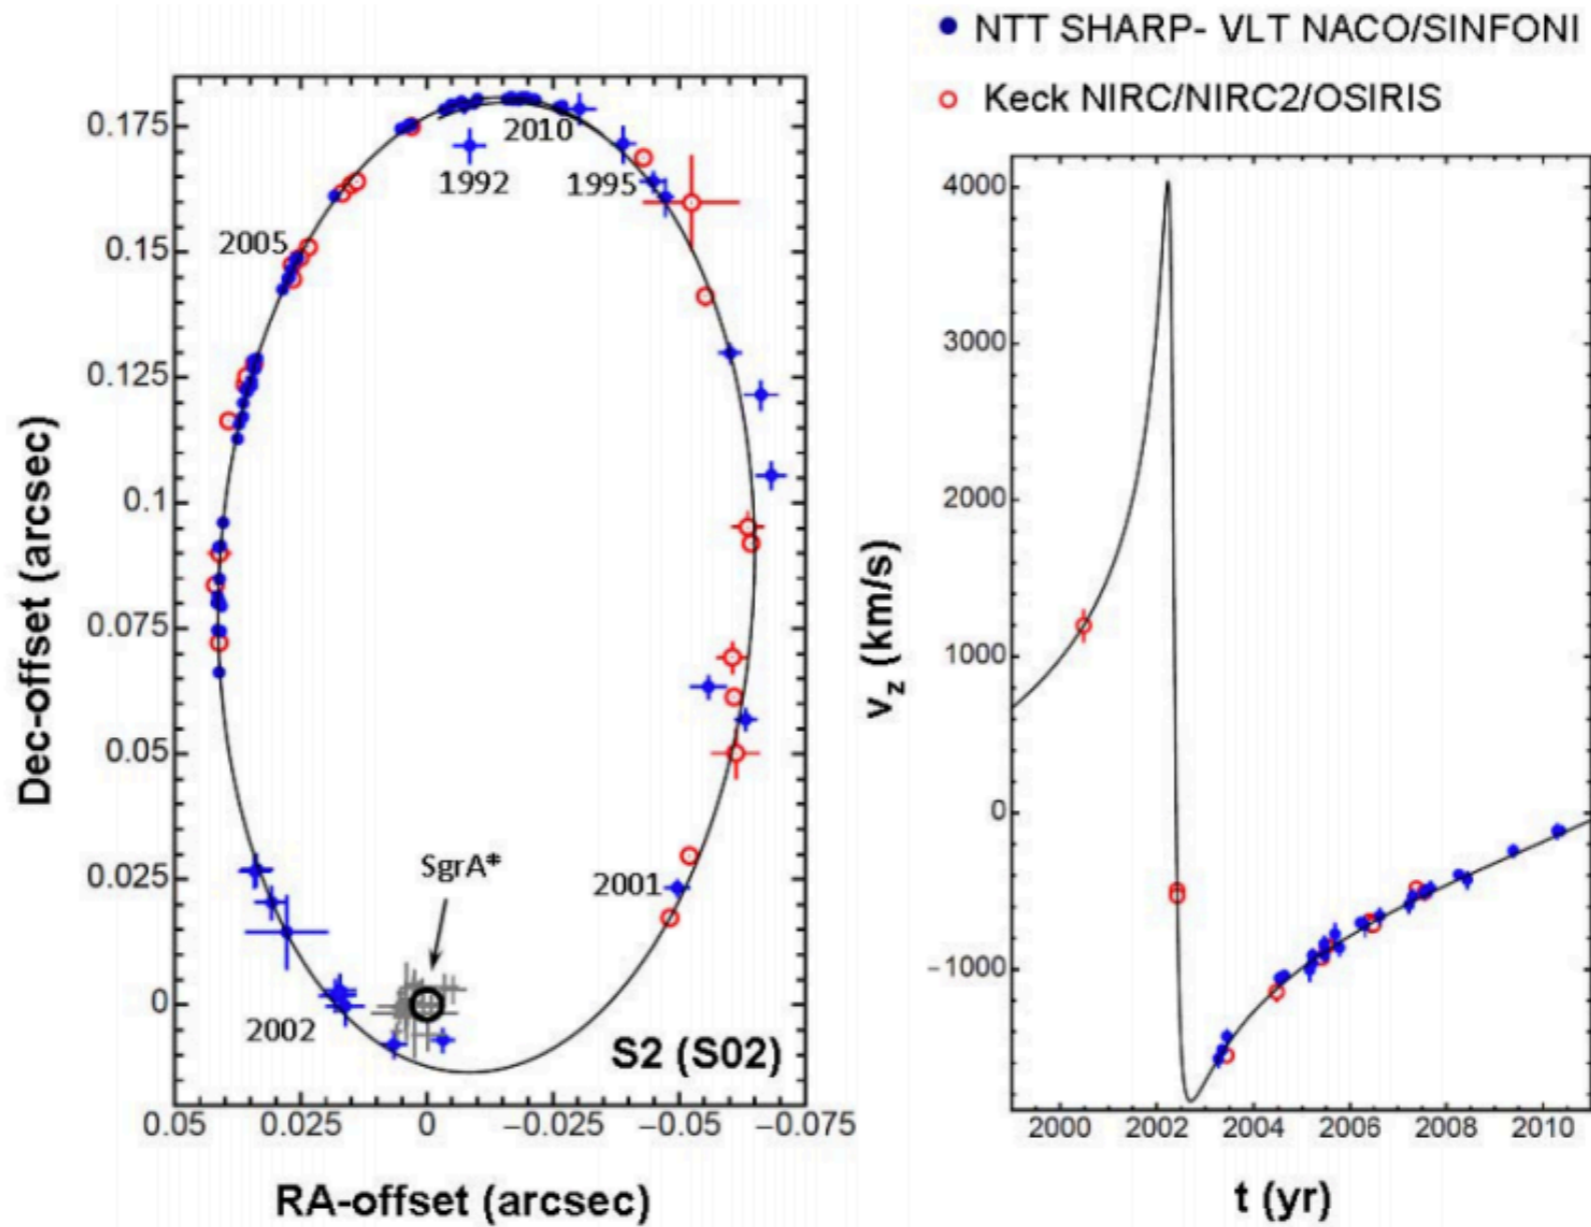 NTT SHARP- VLT NACO/SINFONI
Keck NIRC/NIRC2/OSIRIS
0.175
0.15
0.125
0.1
0.075
0.05
0.025
0
Dec-offset (arcsec)
2010
1992
1995
2005
SgrA*
2001
2002
S2 (S02)
0.05 0.025 0 −0.025 −0.05 −0.075
RA-offset (arcsec)
4000
3000
2000
1000
0
−1000
v_z (km/s)
2000 2002 2004 2006 2008 2010
t (yr)